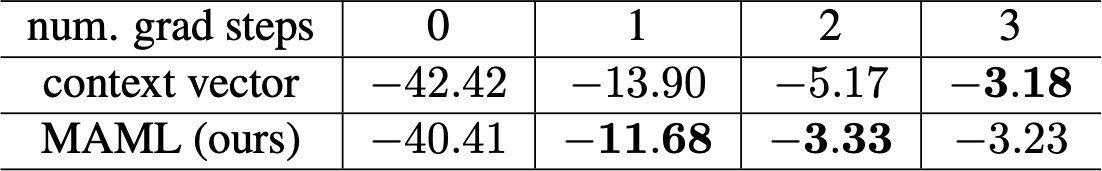 num. grad steps 0 1 2 3
context vector −42.42 −13.90 −5.17 −3.18
MAML (ours) −40.41 −11.68 −3.33 −3.23